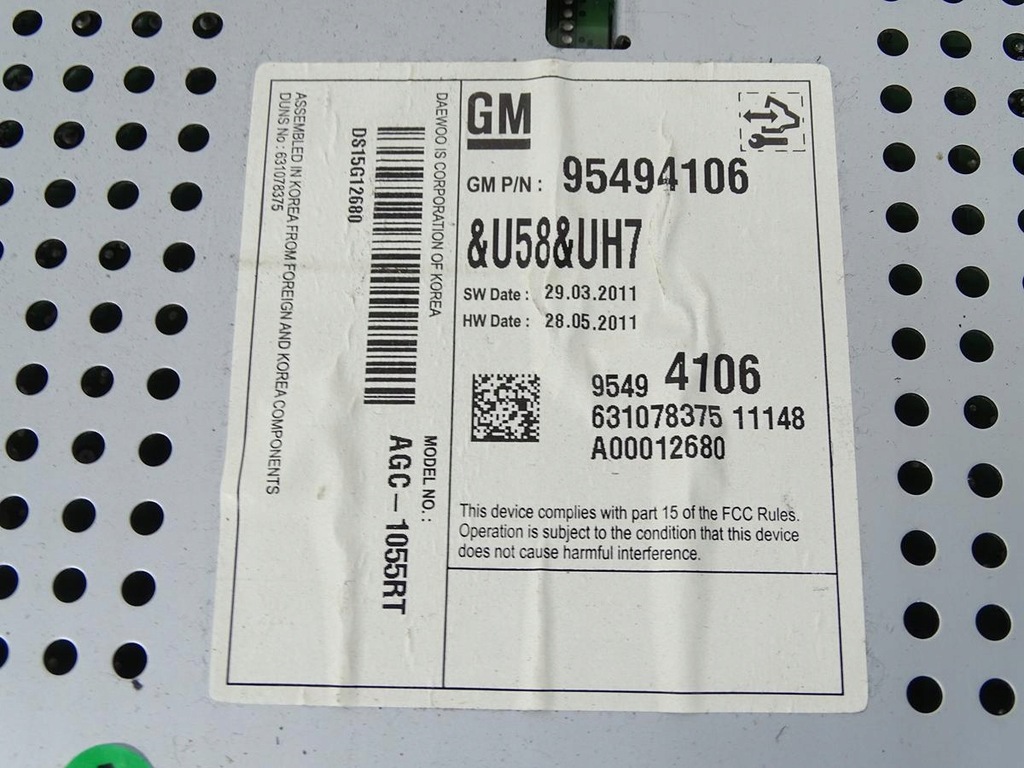 GM
GM P/N : 95494106
&U58&UH7
SW Date : 29.03.2011
HW Date : 28.05.2011
9549 4106
631078375 11148
A00012680
This device complies with part 15 of the FCC Rules.
Operation is subject to the condition that this device
does not cause harmful interference.
DAEWOO IS CORPORATION OF KOREA
MODEL NO. :
AGC-1055RT
DS15G12680
ASSEMBLED IN KOREA FROM FOREIGN AND KOREA COMPONENTS
DUNS No : 631078375